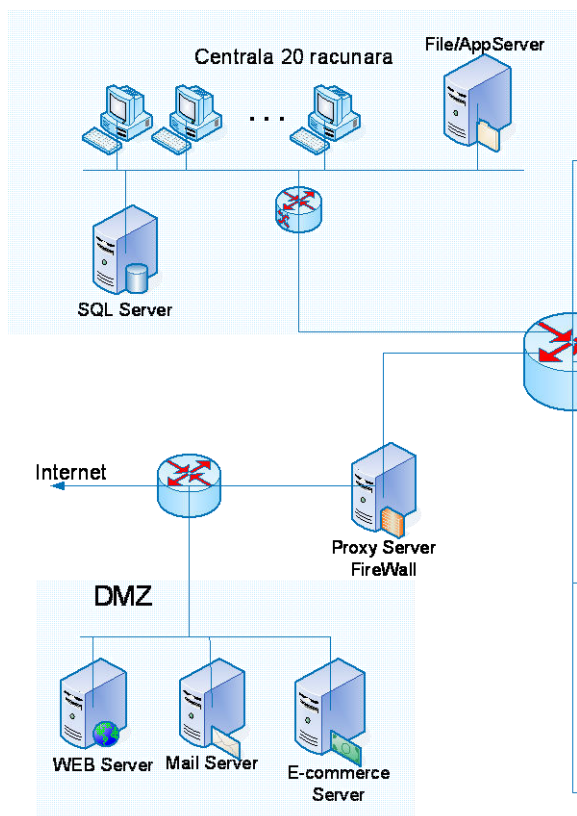 Centrala 20 racunara
File/AppServer
SQL Server
Internet
Proxy Server
FireWall
DMZ
WEB Server
Mail Server
E-commerce
Server